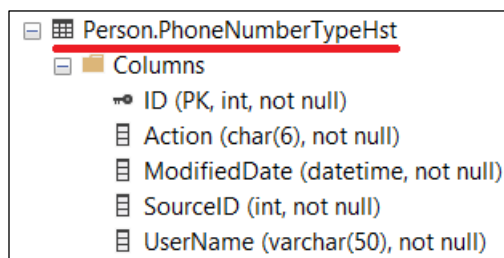 Person.PhoneNumberTypeHst
Columns
ID (PK, int, not null)
Action (char(6), not null)
ModifiedDate (datetime, not null)
SourceID (int, not null)
UserName (varchar(50), not null)